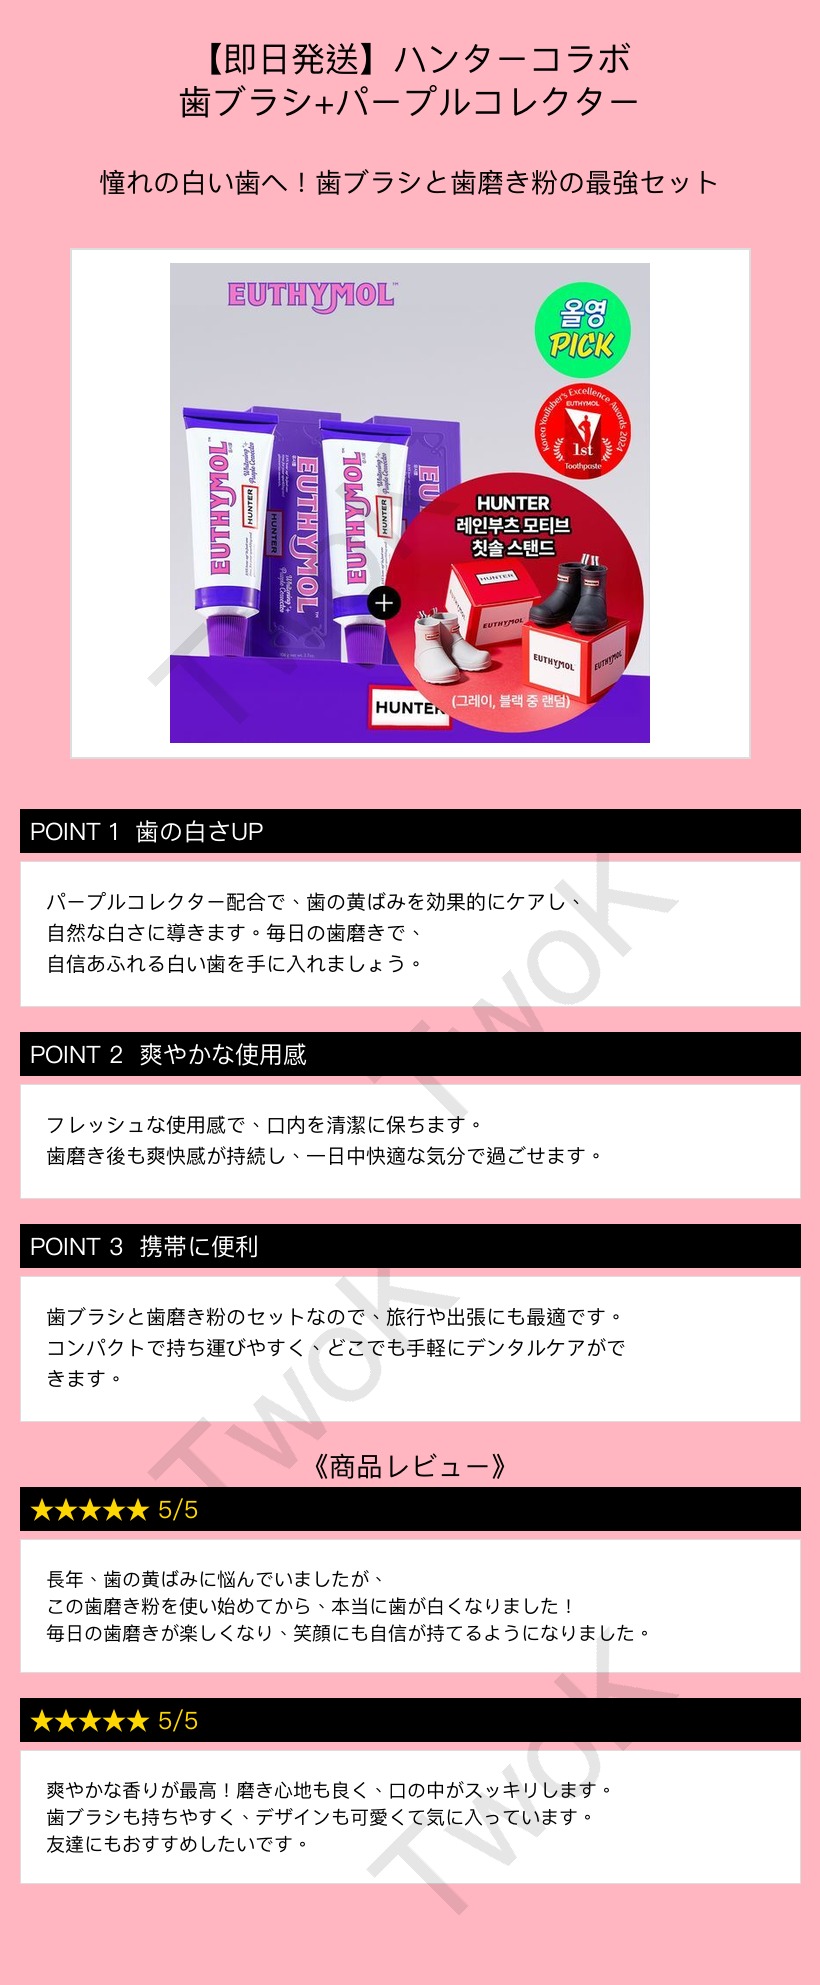 【即日発送】ハンターコラボ
歯ブラシ+パープルコレクター
憧れの白い歯へ！歯ブラシと歯磨き粉の最強セット
EUTHYMOL™
올영
PICK
Korea YouTuber's Excellence Awards 2024
EUTHYMOL
1st
Toothpaste
EUTHYMOL
HUNTER
EUTHYMOL
HUNTER
EUTHYMOL
HUNTER
EUTHYMOL
HUNTER
레인부츠 모티브
칫솔 스탠드
HUNTER
EUTHYMOL
EUTHYMOL
EUTHYMOL
(그레이, 블랙 중 랜덤)
HUNTER
TwoK
POINT 1 歯の白さUP
パープルコレクター配合で、歯の黄ばみを効果的にケアし、
自然な白さに導きます。毎日の歯磨きで、
自信あふれる白い歯を手に入れましょう。
TwoK
POINT 2 爽やかな使用感
フレッシュな使用感で、口内を清潔に保ちます。
歯磨き後も爽快感が持続し、一日中快適な気分で過ごせます。
POINT 3 携帯に便利
歯ブラシと歯磨き粉のセットなので、旅行や出張にも最適です。
コンパクトで持ち運びやすく、どこでも手軽にデンタルケアがで
きます。
TwoK
《商品レビュー》
★★★★★ 5/5
長年、歯の黄ばみに悩んでいましたが、
この歯磨き粉を使い始めてから、本当に歯が白くなりました！
毎日の歯磨きが楽しくなり、笑顔にも自信が持てるようになりました。
★★★★★ 5/5
爽やかな香りが最高！磨き心地も良く、口の中がスッキリします。
歯ブラシも持ちやすく、デザインも可愛くて気に入っています。
友達にもおすすめしたいです。
TwoK